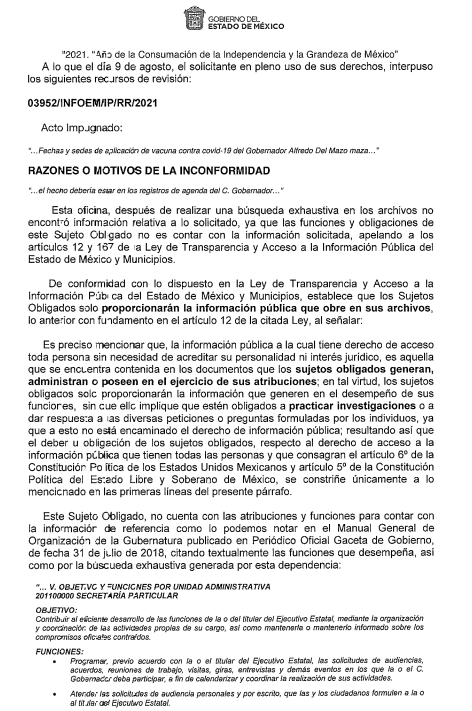 GOBIERNO DEL
ESTADO DE MÉXICO
"2021. "Año de la Consumación de la Independencia y la Grandeza de México"
A lo que el día 9 de agosto, el solicitante en pleno uso de sus derechos, interpuso
los siguientes recursos de revisión:
03952/INFOEM/IP/RR/2021
Acto Impugnado:
"…Fechas y sedes de aplicación de vacuna contra covid-19 del Gobernador Alfredo Del Mazo maza…"
RAZONES O MOTIVOS DE LA INCONFORMIDAD
"…el hecho debería estar en los registros de agenda del C. Gobernador…"
Esta oficina, después de realizar una búsqueda exhaustiva en los archivos no
encontró información relativa a lo solicitado, ya que las funciones y obligaciones de
este Sujeto Obligado no es contar con la información solicitada, apelando a los
artículos 12 y 167 de la Ley de Transparencia y Acceso a la Información Pública del
Estado de México y Municipios.
De conformidad con lo dispuesto en la Ley de Transparencia y Acceso a la
Información Pública del Estado de México y Municipios, establece que los Sujetos
Obligados solo proporcionarán la información pública que obre en sus archivos,
lo anterior con fundamento en el artículo 12 de la citada Ley, al señalar:
Es preciso mencionar que, la información pública a la cual tiene derecho de acceso
toda persona sin necesidad de acreditar su personalidad ni interés jurídico, es aquella
que se encuentra contenida en los documentos que los sujetos obligados generan,
administran o poseen en el ejercicio de sus atribuciones; en tal virtud, los sujetos
obligados solo proporcionarán la información que generen en el desempeño de sus
funciones, sin que ello implique que estén obligados a practicar investigaciones o a
dar respuesta a las diversas peticiones o preguntas formuladas por los individuos, ya
que a esto no está encaminado el derecho de información pública; resultando así que
el deber u obligación de los sujetos obligados, respecto al derecho de acceso a la
información pública que tienen todas las personas y que consagran el artículo 6º de la
Constitución Política de los Estados Unidos Mexicanos y artículo 5º de la Constitución
Política del Estado Libre y Soberano de México, se constriñe únicamente a lo
mencionado en las primeras líneas del presente párrafo.
Este Sujeto Obligado, no cuenta con las atribuciones y funciones para contar con
la información de referencia como lo podemos notar en el Manual General de
Organización de la Gubernatura publicado en Periódico Oficial Gaceta de Gobierno,
de fecha 31 de julio de 2018, citando textualmente las funciones que desempeña, así
como por la búsqueda exhaustiva generada por esta dependencia:
"… V. OBJETIVO Y FUNCIONES POR UNIDAD ADMINISTRATIVA
201100000 SECRETARÍA PARTICULAR
OBJETIVO:
Contribuir al eficiente desarrollo de las funciones de la o del titular del Ejecutivo Estatal, mediante la organización
y coordinación de las actividades propias de su cargo, así como mantenerla o mantenerlo informado sobre los
compromisos oficiales contraídos.
FUNCIONES:
• Programar, previo acuerdo con la o el titular del Ejecutivo Estatal, las solicitudes de audiencias,
acuerdos, reuniones de trabajo, visitas, giras, entrevistas y demás eventos en los que la o el C.
Gobernador deba participar, a fin de calendarizar y coordinar la realización de sus actividades.
• Atender las solicitudes de audiencia personales y por escrito, que las y los ciudadanos formulen a la o
al titular del Ejecutivo Estatal.